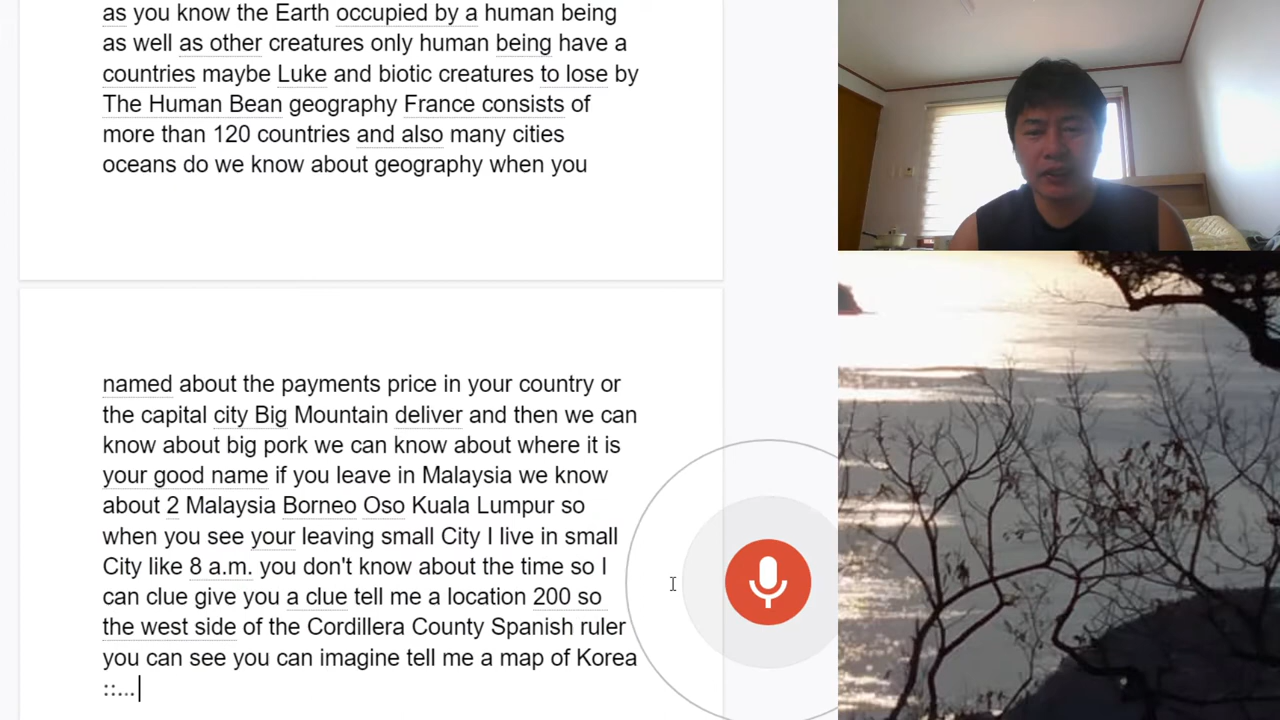 as you know the Earth occupied by a human being
as well as other creatures only human being have a
countries maybe Luke and biotic creatures to lose by
The Human Bean geography France consists of
more than 120 countries and also many cities
oceans do we know about geography when you
named about the payments price in your country or
the capital city Big Mountain deliver and then we can
know about big pork we can know about where it is
your good name if you leave in Malaysia we know
about 2 Malaysia Borneo Oso Kuala Lumpur so
when you see your leaving small City I live in small
City like 8 a.m. you don't know about the time so I
can clue give you a clue tell me a location 200 so
the west side of the Cordillera County Spanish ruler
you can see you can imagine tell me a map of Korea
::...